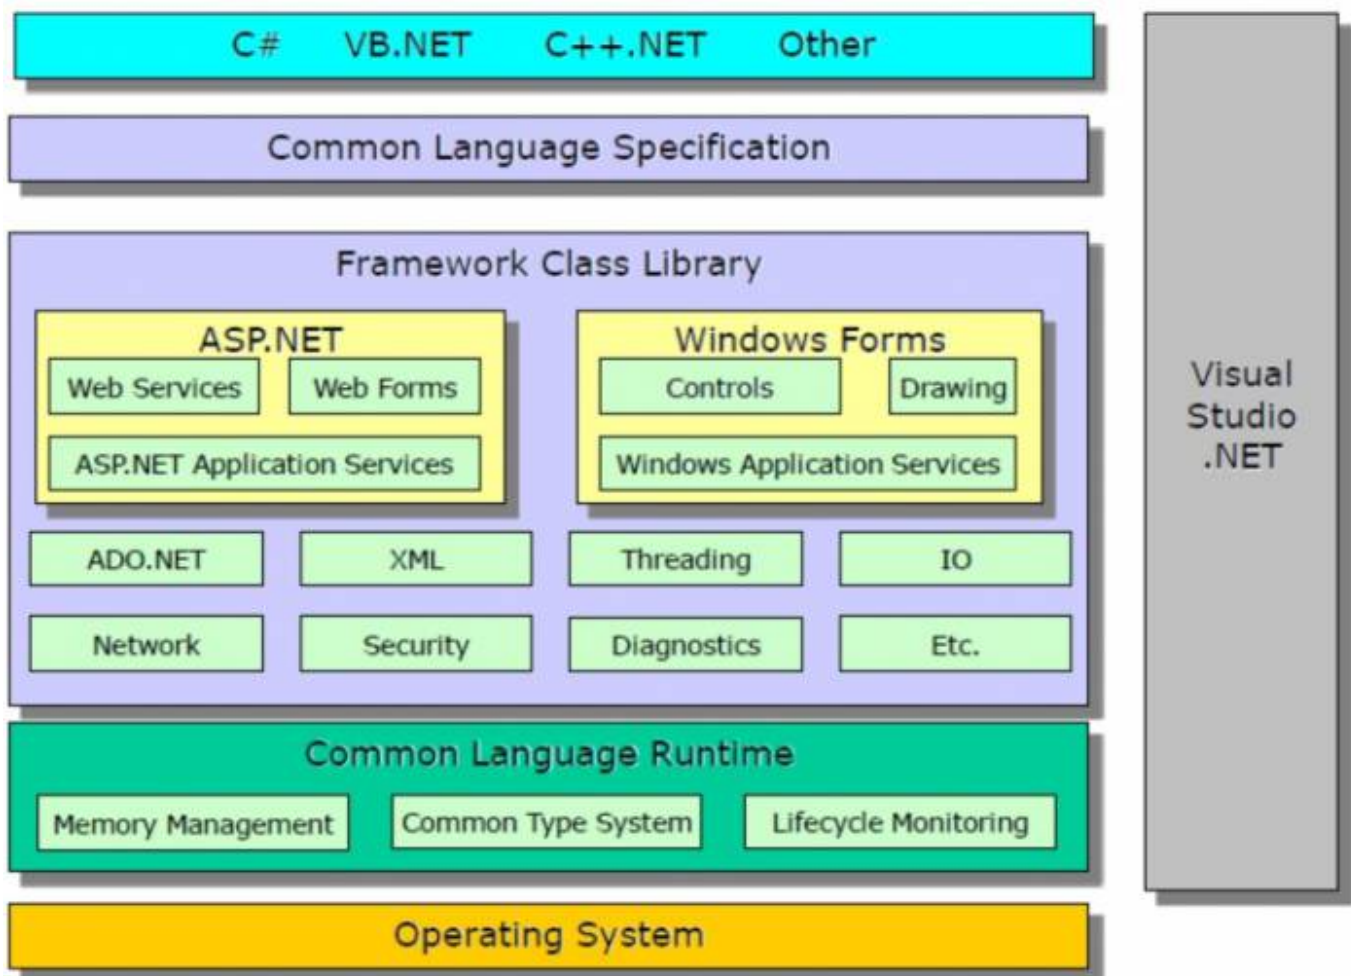 C# VB.NET C++.NET Other
Common Language Specification
Framework Class Library
ASP.NET Windows Forms
Web Services Web Forms Controls Drawing
ASP.NET Application Services Windows Application Services
ADO.NET XML Threading IO
Network Security Diagnostics Etc.
Common Language Runtime
Memory Management Common Type System Lifecycle Monitoring
Operating System
Visual
Studio
.NET